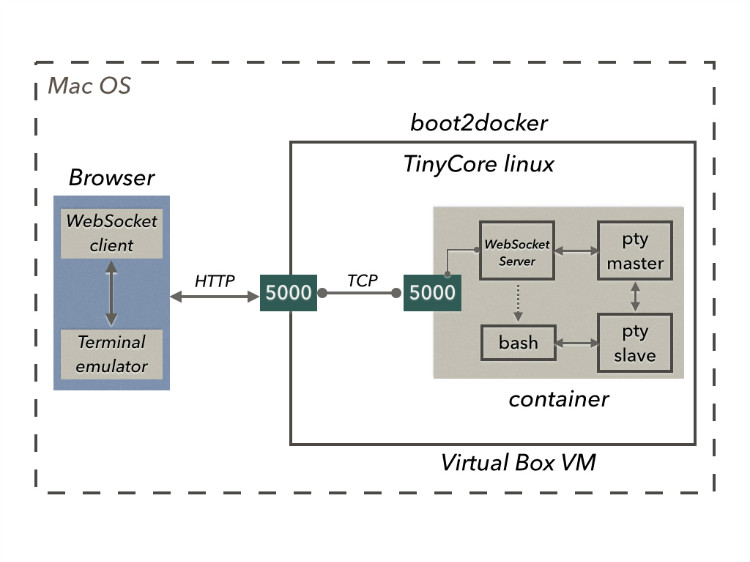 Mac OS
boot2docker
TinyCore linux
Browser
WebSocket
client
Terminal
emulator
HTTP
5000
TCP
5000
WebSocket
Server
pty
master
bash
pty
slave
container
Virtual Box VM